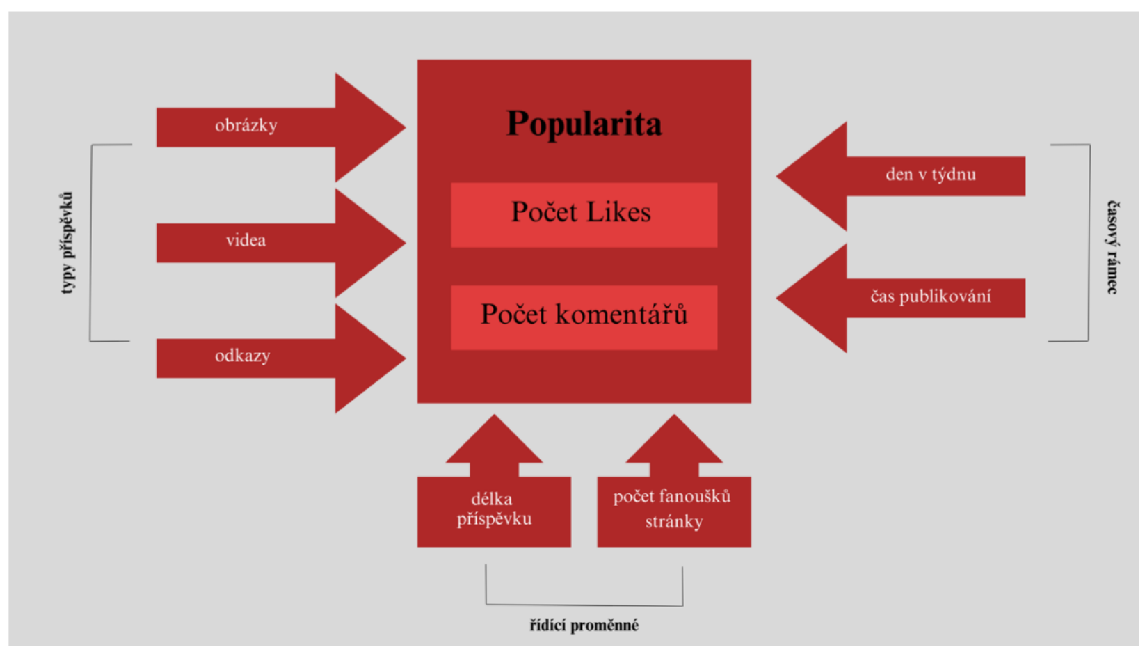 typy příspěvků
obrázky
videa
odkazy
Popularita
Počet Likes
Počet komentářů
den v týdnu
čas publikování
časový rámec
délka
příspěvku
počet fanoušků
stránky
řídící proměnné